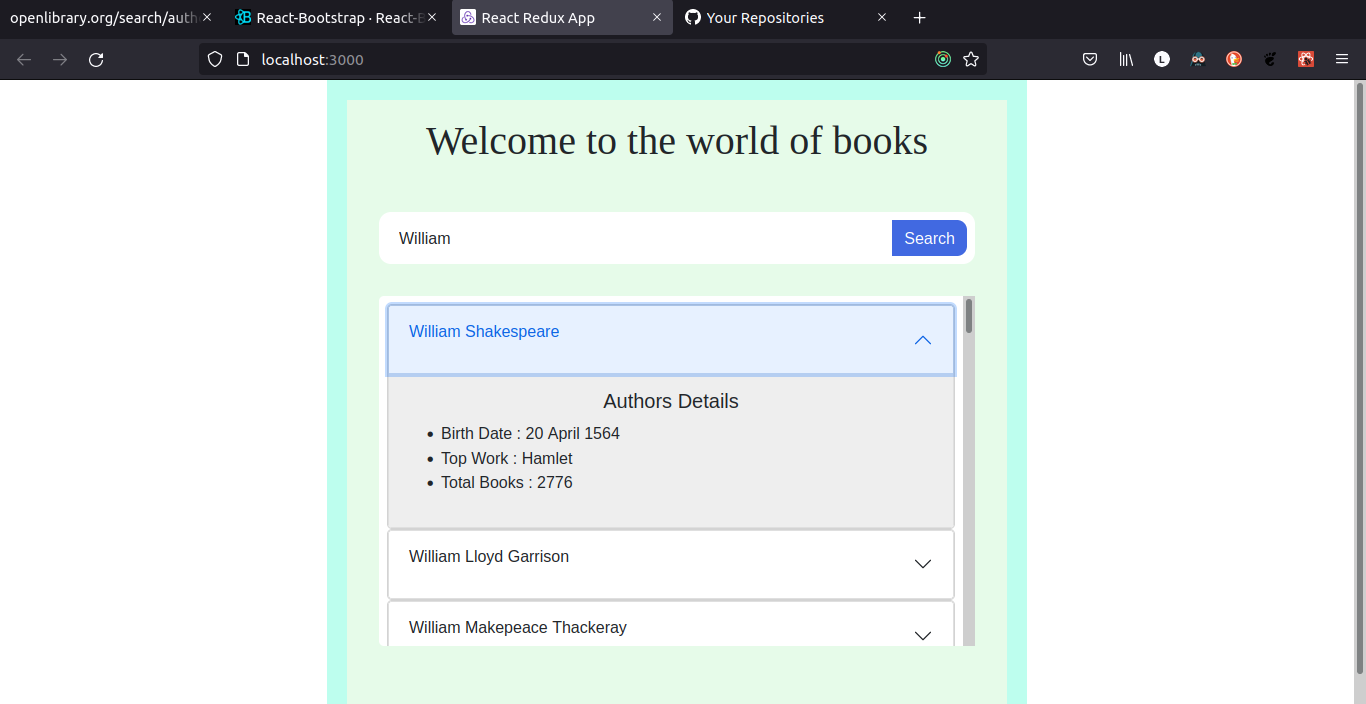 openlibrary.org/search/auth
React-Bootstrap · React-B
React Redux App
Your Repositories
localhost:3000
L
Welcome to the world of books
William
Search
William Shakespeare
Authors Details
• Birth Date : 20 April 1564
• Top Work : Hamlet
• Total Books : 2776
William Lloyd Garrison
William Makepeace Thackeray